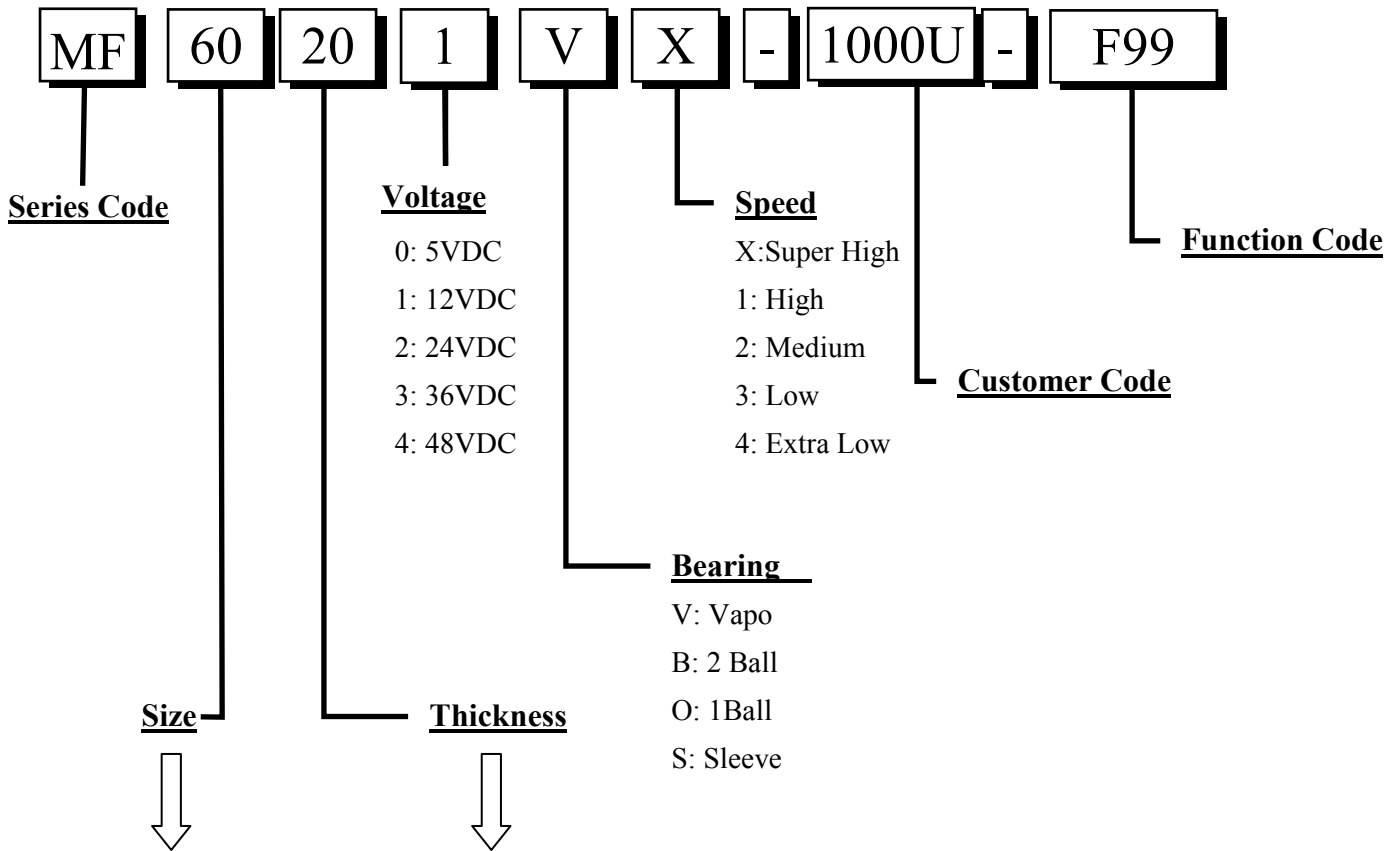 MF 60 20 1 V X - 1000U - F99
Series Code
Voltage
0: 5VDC
1: 12VDC
2: 24VDC
3: 36VDC
4: 48VDC
Speed
X:Super High
1: High
2: Medium
3: Low
4: Extra Low
Function Code
Customer Code
Bearing
V: Vapo
B: 2 Ball
O: 1Ball
S: Sleeve
Size
Thickness